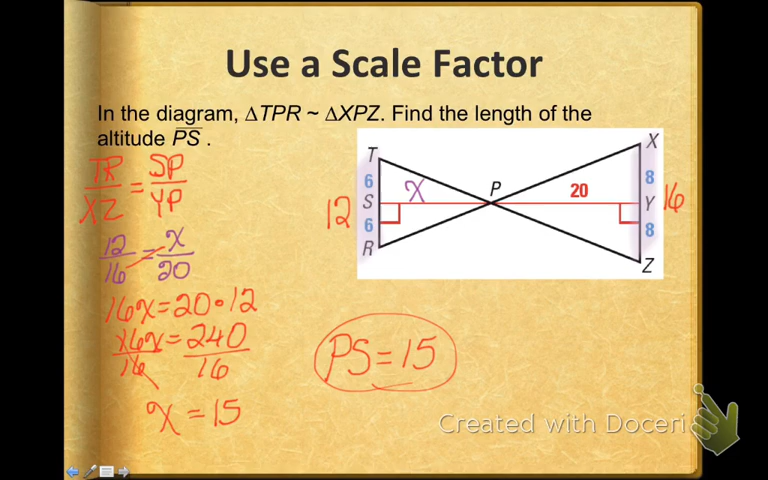 Use a Scale Factor
In the diagram, ΔTPR ~ ΔXPZ. Find the length of the
altitude PS .
TR/XZ = SP/YP
12/16 = x/20
16x = 20 • 12
16x/16 = 240/16
x = 15
T
6
S
6
R
12
x
P
20
X
8
Y
8
Z
16
PS = 15
Created with Doceri